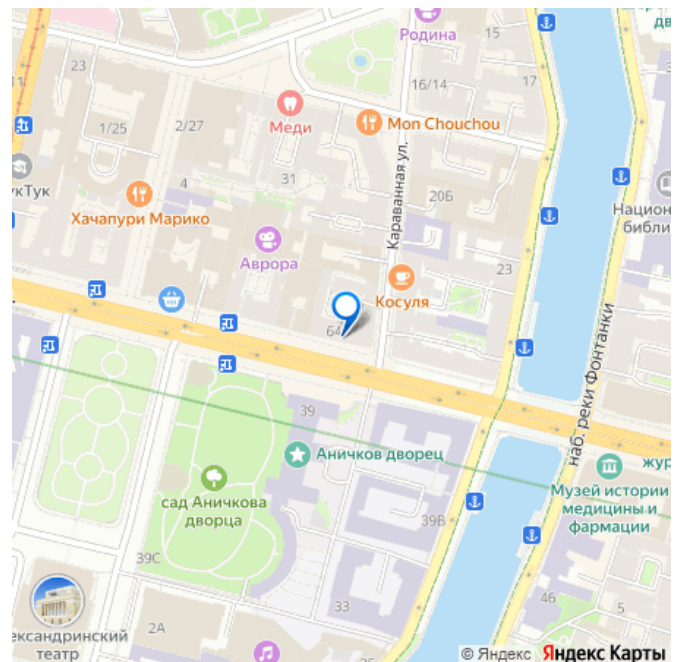 Родина
15
17
23
16/14
11
1/25
2/27
Меди
Mon Chouchou
31
4
укТук
Хачапури Марико
20Б
Национ
библи
Караванная ул.
Аврора
23
Косуля
64
наб. реки Фонтанки
39
Аничков дворец
жур
сад Аничкова
дворца
Музей истории
медицины и
фармации
39В
39С
33
46
5
2А
ександринский
театр
© Яндекс Яндекс Карты